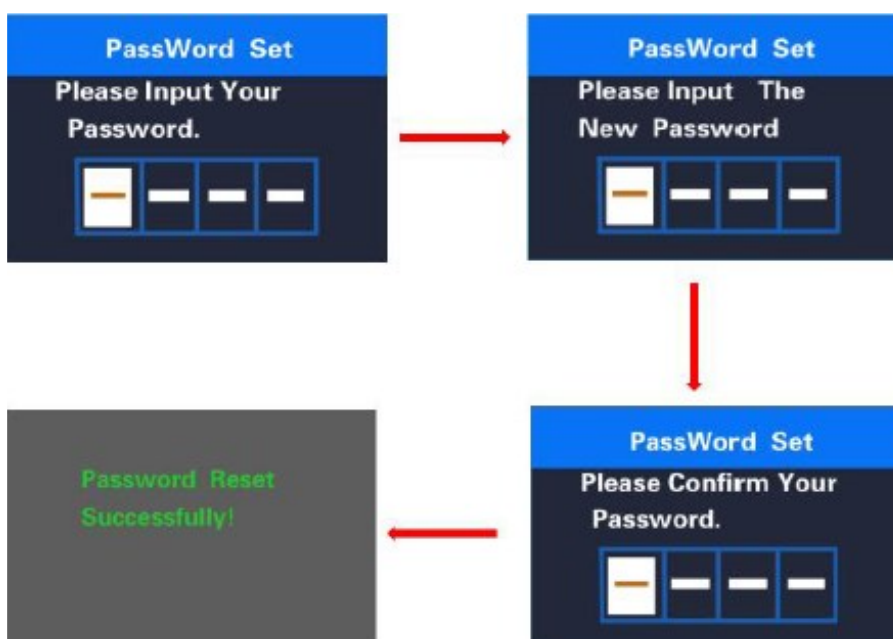 PassWord Set
Please Input Your
Password.
PassWord Set
Please Input The
New Password
PassWord Set
Please Confirm Your
Password.
Password Reset
Successfully!